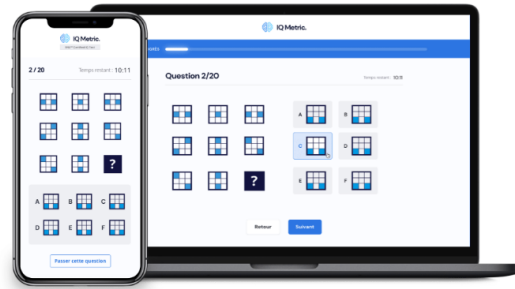 IQ Metric.
2 / 20
Temps restant : 10:11
?
A
B
C
D
E
F
Passer cette question
IQ Metric.
Question 2/20
Temps restant :
?
A
B
C
D
E
F
Retour
Suivant